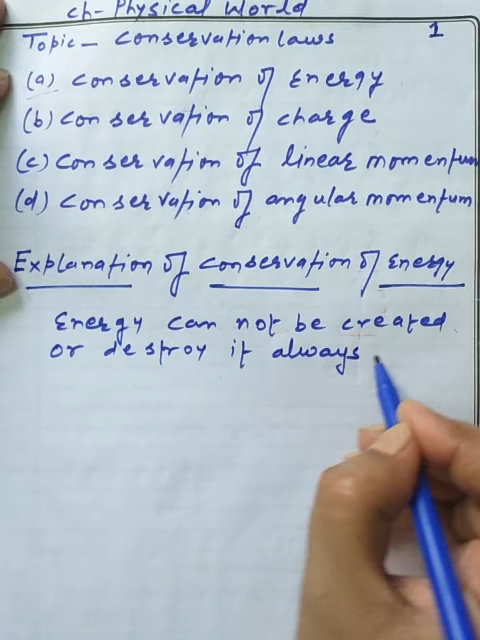 ch- Physical World
1
Topic - Conservation laws
(a) Conservation of Energy
(b) Conservation of charge
(c) Conservation of linear momentum
(d) Conservation of angular momentum
Explanation of conservation of Energy
Energy can not be created
or destroy it always